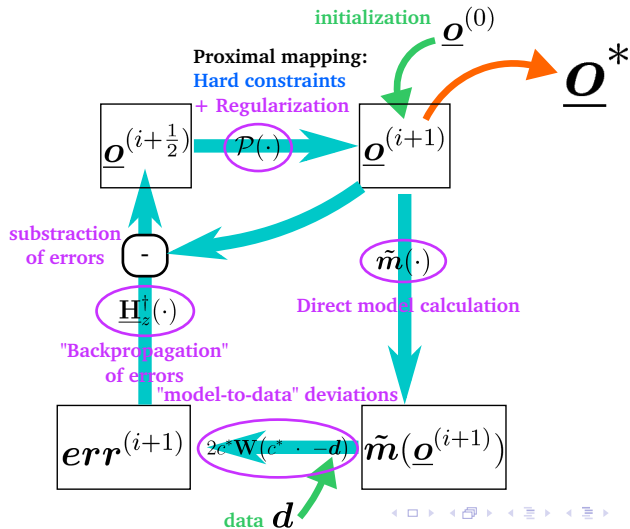 initialization o^(0)
Proximal mapping:
Hard constraints
+ Regularization
o^*
o^(i+1/2)
𝒫(·)
o^(i+1)
substraction
of errors
-
m̃(·)
H_z^†(·)
Direct model calculation
"Backpropagation"
of errors
"model-to-data" deviations
err^(i+1)
2c^*W(c^* · -d)
m̃(o^(i+1))
data d